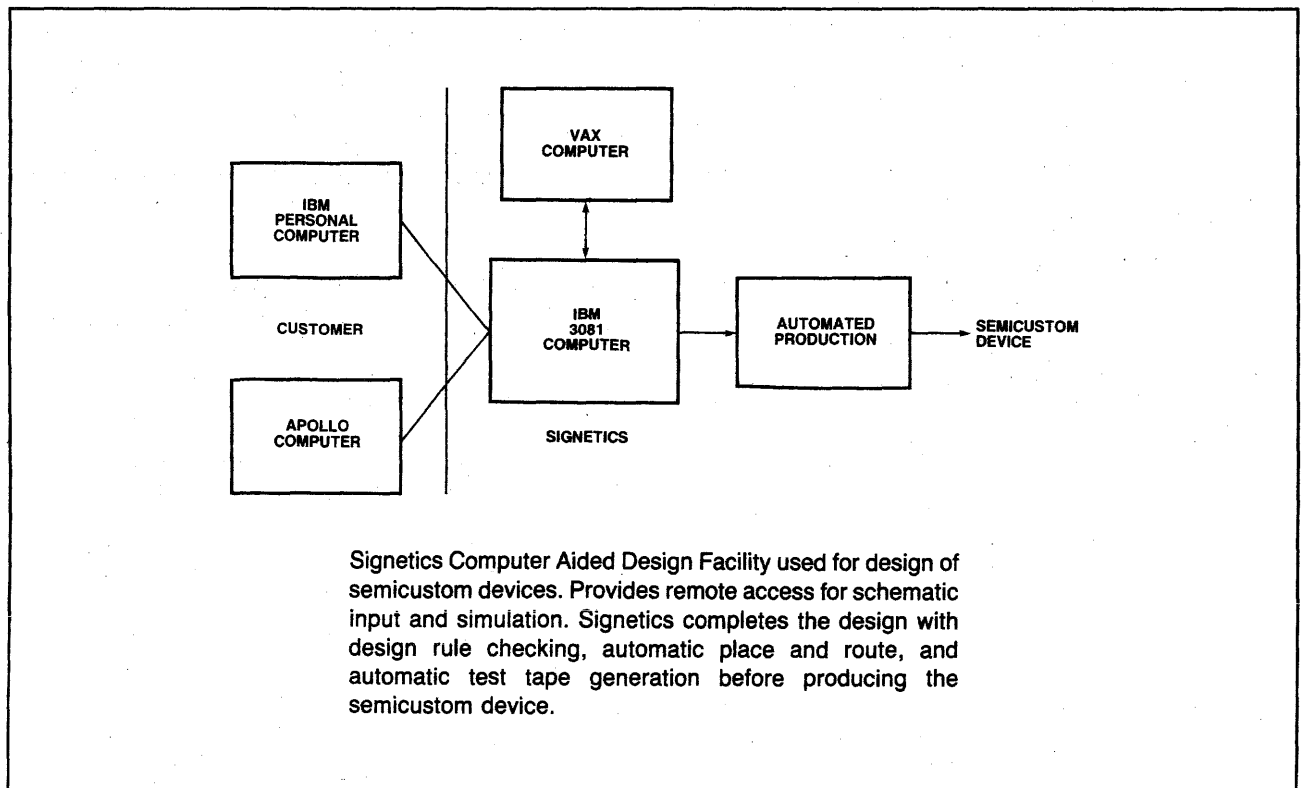 VAX
COMPUTER
IBM
PERSONAL
COMPUTER
CUSTOMER
IBM
3081
COMPUTER
AUTOMATED
PRODUCTION
SEMICUSTOM
DEVICE
APOLLO
COMPUTER
SIGNETICS
Signetics Computer Aided Design Facility used for design of
semicustom devices. Provides remote access for schematic
input and simulation. Signetics completes the design with
design rule checking, automatic place and route, and
automatic test tape generation before producing the
semicustom device.